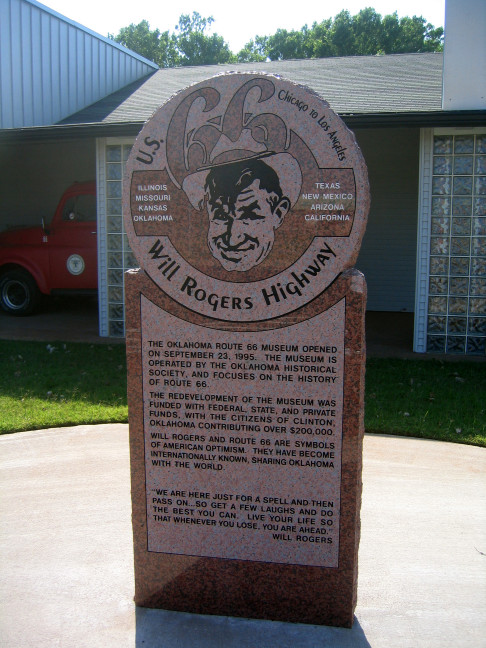 U.S.
66
Chicago to Los Angeles
ILLINOIS
MISSOURI
KANSAS
OKLAHOMA
TEXAS
NEW MEXICO
ARIZONA
CALIFORNIA
Will Rogers Highway
THE OKLAHOMA ROUTE 66 MUSEUM OPENED
ON SEPTEMBER 23, 1995. THE MUSEUM IS
OPERATED BY THE OKLAHOMA HISTORICAL
SOCIETY, AND FOCUSES ON THE HISTORY
OF ROUTE 66.
THE REDEVELOPMENT OF THE MUSEUM WAS
FUNDED WITH FEDERAL, STATE, AND PRIVATE
FUNDS, WITH THE CITIZENS OF CLINTON,
OKLAHOMA CONTRIBUTING OVER $200,000.
WILL ROGERS AND ROUTE 66 ARE SYMBOLS
OF AMERICAN OPTIMISM. THEY HAVE BECOME
INTERNATIONALLY KNOWN, SHARING OKLAHOMA
WITH THE WORLD.
"WE ARE HERE JUST FOR A SPELL AND THEN
PASS ON...SO GET A FEW LAUGHS AND DO
THE BEST YOU CAN. LIVE YOUR LIFE SO
THAT WHENEVER YOU LOSE, YOU ARE AHEAD."
WILL ROGERS